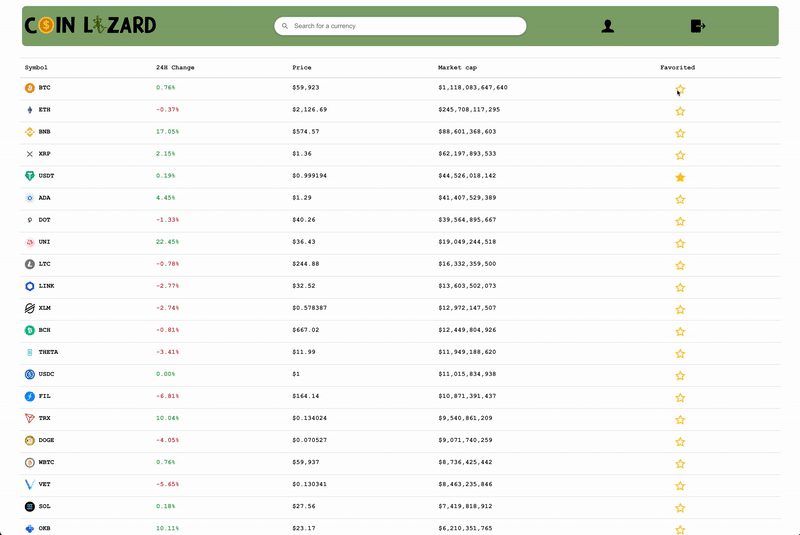 COIN LIZARD
Search for a currency
Symbol 24H Change Price Market cap Favorited
BTC 0.76% $59,923 $1,118,083,647,640
ETH -0.37% $2,126.69 $245,708,117,295
BNB 17.05% $574.57 $88,601,368,603
XRP 2.15% $1.36 $62,197,893,533
USDT 0.19% $0.999194 $44,526,018,142
ADA 4.45% $1.29 $41,407,529,389
DOT -1.33% $40.26 $39,564,895,667
UNI 22.45% $36.43 $19,049,244,518
LTC -0.78% $244.88 $16,332,359,500
LINK -2.77% $32.52 $13,603,502,073
XLM -2.74% $0.578387 $12,972,147,507
BCH -0.81% $667.02 $12,449,804,926
THETA -3.41% $11.99 $11,949,188,620
USDC 0.00% $1 $11,015,834,938
FIL -6.81% $164.14 $10,871,391,437
TRX 10.04% $0.134024 $9,540,861,209
DOGE -4.05% $0.070527 $9,071,740,259
WBTC 0.76% $59,937 $8,736,425,442
VET -5.65% $0.130341 $8,463,235,846
SOL 0.18% $27.56 $7,419,818,912
OKB 10.11% $23.17 $6,210,351,765